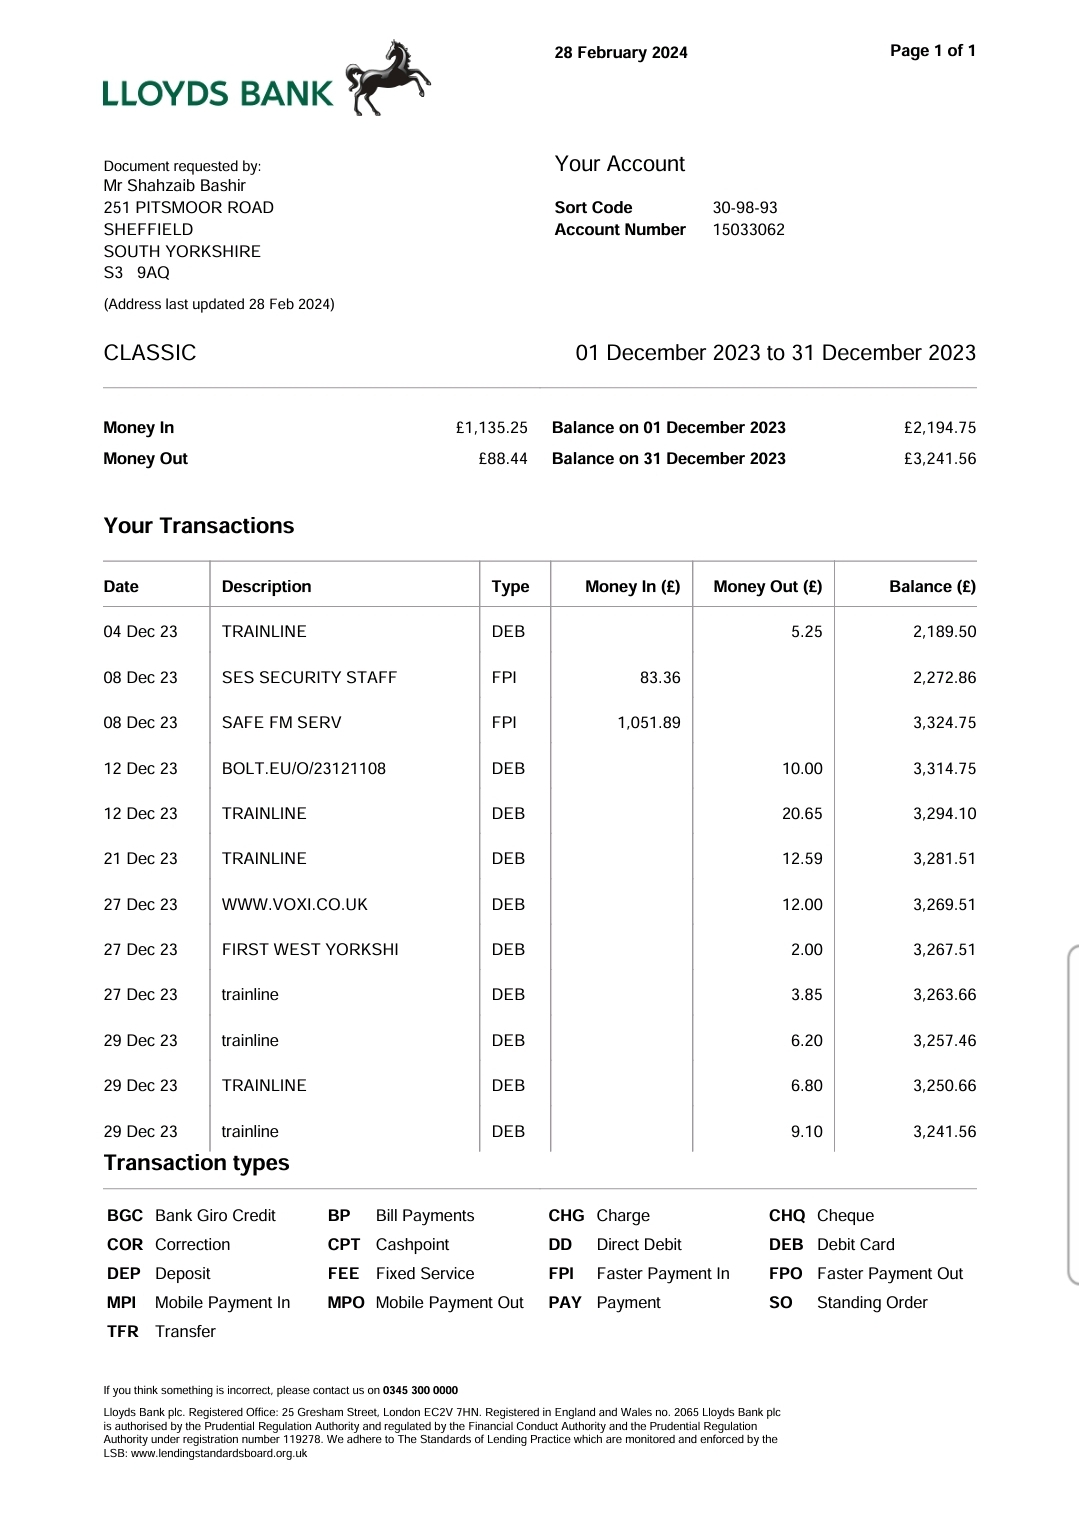 LLOYDS BANK
28 February 2024
Page 1 of 1
Document requested by:
Mr Shahzaib Bashir
251 PITSMOOR ROAD
SHEFFIELD
SOUTH YORKSHIRE
S3 9AQ
(Address last updated 28 Feb 2024)
Your Account
Sort Code 30-98-93
Account Number 15033062
CLASSIC 01 December 2023 to 31 December 2023
Money In £1,135.25 Balance on 01 December 2023 £2,194.75
Money Out £88.44 Balance on 31 December 2023 £3,241.56
Your Transactions
Date Description Type Money In (£) Money Out (£) Balance (£)
04 Dec 23 TRAINLINE DEB 5.25 2,189.50
08 Dec 23 SES SECURITY STAFF FPI 83.36 2,272.86
08 Dec 23 SAFE FM SERV FPI 1,051.89 3,324.75
12 Dec 23 BOLT.EU/O/23121108 DEB 10.00 3,314.75
12 Dec 23 TRAINLINE DEB 20.65 3,294.10
21 Dec 23 TRAINLINE DEB 12.59 3,281.51
27 Dec 23 WWW.VOXI.CO.UK DEB 12.00 3,269.51
27 Dec 23 FIRST WEST YORKSHI DEB 2.00 3,267.51
27 Dec 23 trainline DEB 3.85 3,263.66
29 Dec 23 trainline DEB 6.20 3,257.46
29 Dec 23 TRAINLINE DEB 6.80 3,250.66
29 Dec 23 trainline DEB 9.10 3,241.56
Transaction types
BGC Bank Giro Credit BP Bill Payments CHG Charge CHQ Cheque
COR Correction CPT Cashpoint DD Direct Debit DEB Debit Card
DEP Deposit FEE Fixed Service FPI Faster Payment In FPO Faster Payment Out
MPI Mobile Payment In MPO Mobile Payment Out PAY Payment SO Standing Order
TFR Transfer
If you think something is incorrect, please contact us on 0345 300 0000
Lloyds Bank plc. Registered Office: 25 Gresham Street, London EC2V 7HN. Registered in England and Wales no. 2065 Lloyds Bank plc
is authorised by the Prudential Regulation Authority and regulated by the Financial Conduct Authority and the Prudential Regulation
Authority under registration number 119278. We adhere to The Standards of Lending Practice which are monitored and enforced by the
LSB: www.lendingstandardsboard.org.uk